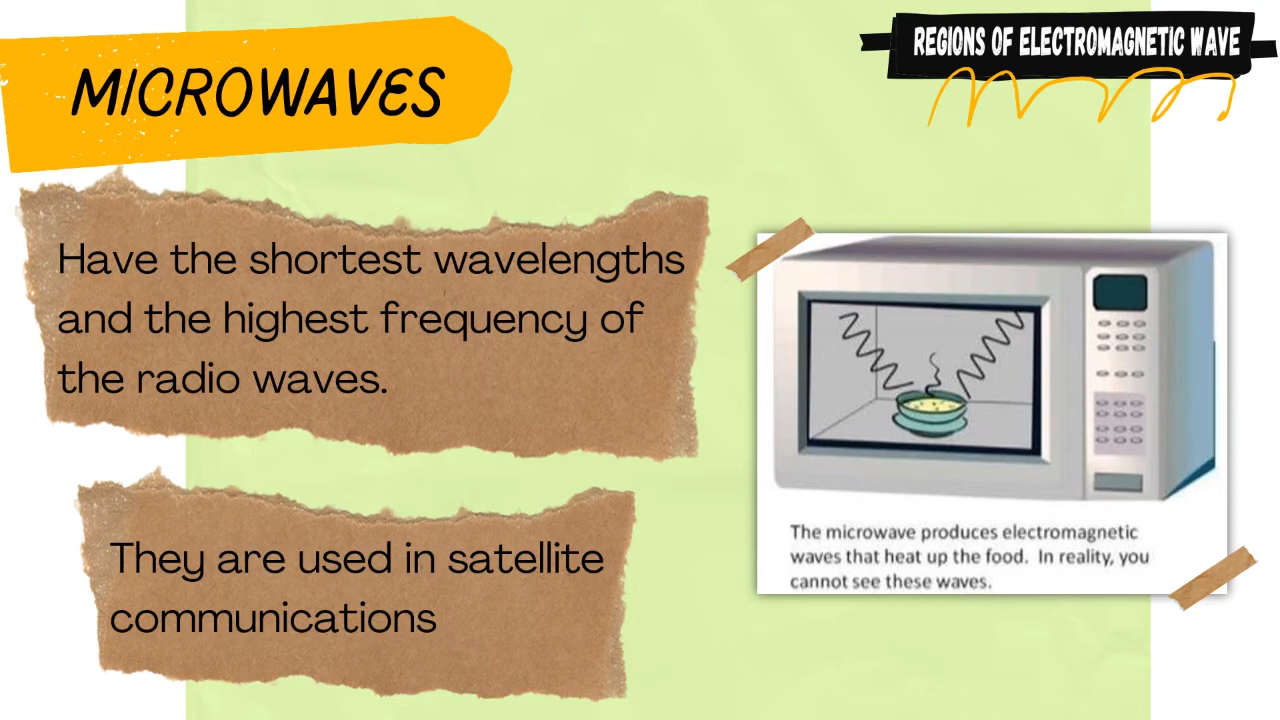 REGIONS OF ELECTROMAGNETIC WAVE
MICROWAVES
Have the shortest wavelengths
and the highest frequency of
the radio waves.
They are used in satellite
communications
The microwave produces electromagnetic
waves that heat up the food. In reality, you
cannot see these waves.